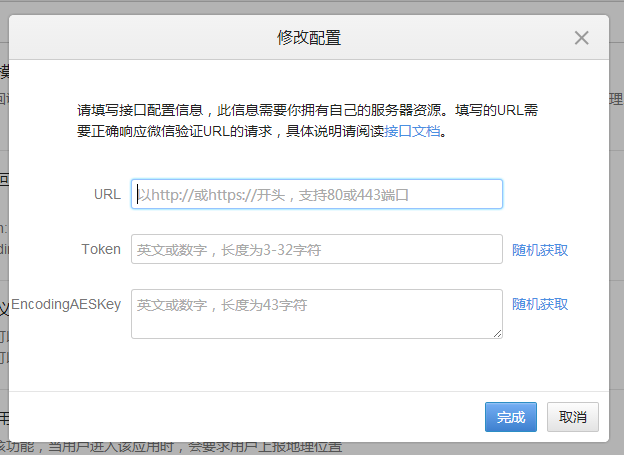 修改配置
请填写接口配置信息，此信息需要你拥有自己的服务器资源。填写的URL需
要正确响应微信验证URL的请求，具体说明请阅读接口文档。
URL
以http://或https://开头，支持80或443端口
Token
英文或数字，长度为3-32字符
随机获取
EncodingAESKey
英文或数字，长度为43字符
随机获取
完成
取消
功能，当用户进入该应用时，会要求用户上报地理位置